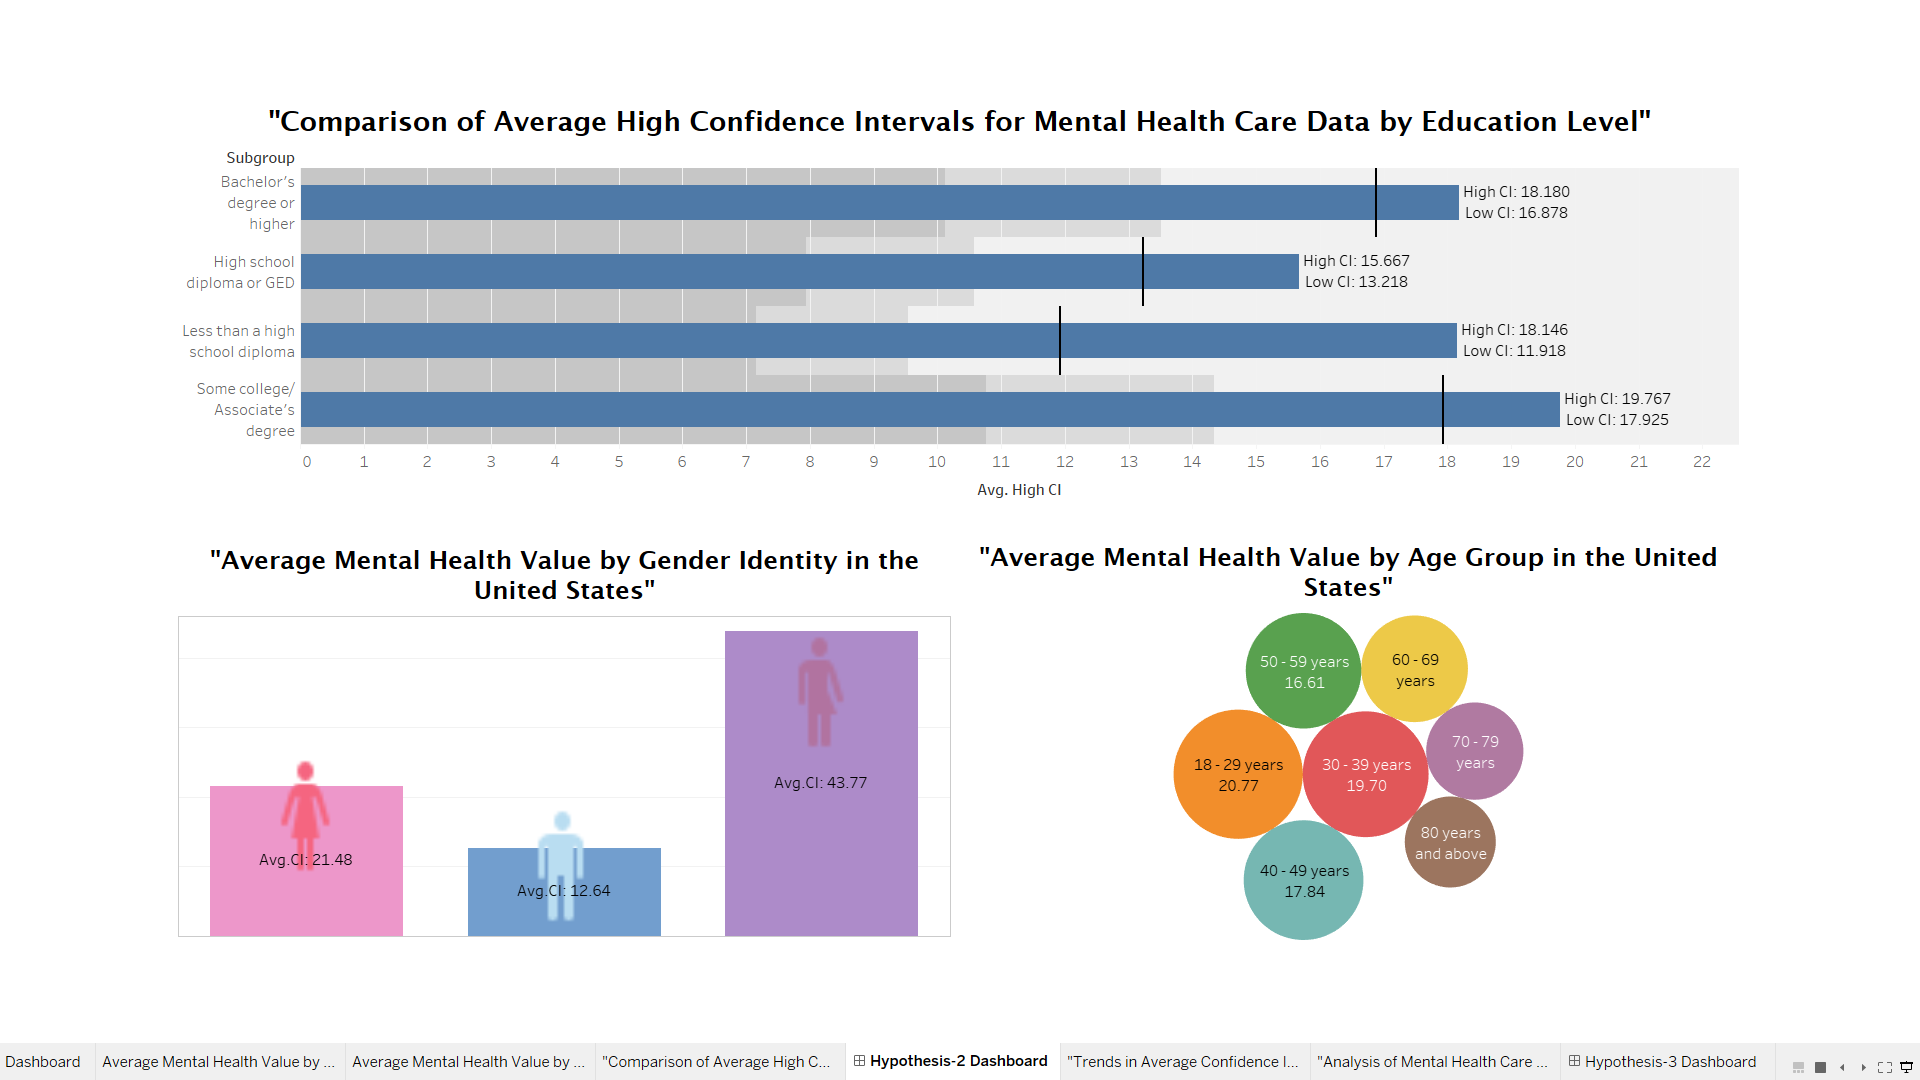 "Comparison of Average High Confidence Intervals for Mental Health Care Data by Education Level"
Subgroup
Bachelor’s
degree or
higher
High CI: 18.180
Low CI: 16.878
High school
diploma or GED
High CI: 15.667
Low CI: 13.218
Less than a high
school diploma
High CI: 18.146
Low CI: 11.918
Some college/
Associate’s
degree
High CI: 19.767
Low CI: 17.925
0 1 2 3 4 5 6 7 8 9 10 11 12 13 14 15 16 17 18 19 20 21 22
Avg. High CI
"Average Mental Health Value by Gender Identity in the
United States"
Avg.CI: 21.48
Avg.CI: 12.64
Avg.CI: 43.77
"Average Mental Health Value by Age Group in the United
States"
50 - 59 years
16.61
60 - 69
years
18 - 29 years
20.77
30 - 39 years
19.70
70 - 79
years
80 years
and above
40 - 49 years
17.84
Dashboard
Average Mental Health Value by ...
Average Mental Health Value by ...
"Comparison of Average High C...
Hypothesis-2 Dashboard
"Trends in Average Confidence I...
"Analysis of Mental Health Care ...
Hypothesis-3 Dashboard